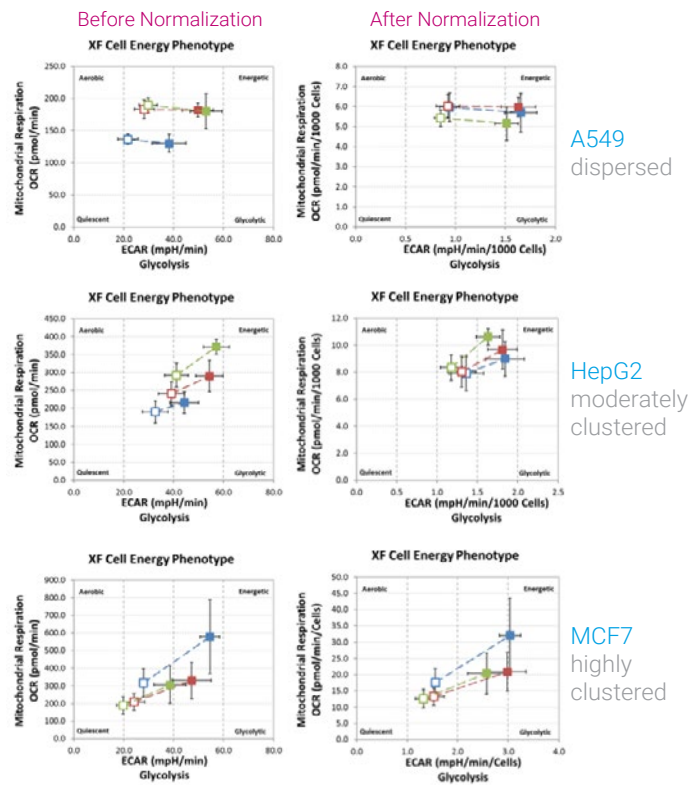 Before Normalization
After Normalization
XF Cell Energy Phenotype
Mitochondrial Respiration
OCR (pmol/min)
250.0
200.0
150.0
100.0
50.0
0.0
Aerobic
Energetic
Quiescent
Glycolytic
0.0 20.0 40.0 60.0 80.0
ECAR (mpH/min)
Glycolysis
XF Cell Energy Phenotype
Mitochondrial Respiration
OCR (pmol/min/1000 Cells)
8.0
7.0
6.0
5.0
4.0
3.0
2.0
1.0
0.0
Aerobic
Energetic
Quiescent
Glycolytic
0.0 0.5 1.0 1.5 2.0
ECAR (mpH/min/1000 Cells)
Glycolysis
A549
dispersed
XF Cell Energy Phenotype
Mitochondrial Respiration
OCR (pmol/min)
450.0
400.0
350.0
300.0
250.0
200.0
150.0
100.0
50.0
0.0
Aerobic
Energetic
Quiescent
Glycolytic
0.0 20.0 40.0 60.0 80.0
ECAR (mpH/min)
Glycolysis
XF Cell Energy Phenotype
Mitochondrial Respiration
OCR (pmol/min/1000 Cells)
12.0
10.0
8.0
6.0
4.0
2.0
0.0
Aerobic
Energetic
Quiescent
Glycolytic
0.0 0.5 1.0 1.5 2.0 2.5
ECAR (mpH/min/1000 Cells)
Glycolysis
HepG2
moderately
clustered
XF Cell Energy Phenotype
Mitochondrial Respiration
OCR (pmol/min)
900.0
800.0
700.0
600.0
500.0
400.0
300.0
200.0
100.0
0.0
Aerobic
Energetic
Quiescent
Glycolytic
0.0 20.0 40.0 60.0 80.0
ECAR (mpH/min)
Glycolysis
XF Cell Energy Phenotype
Mitochondrial Respiration
OCR (pmol/min/Cells)
50.0
45.0
40.0
35.0
30.0
25.0
20.0
15.0
10.0
5.0
0.0
Aerobic
Energetic
Quiescent
Glycolytic
0.0 1.0 2.0 3.0 4.0
ECAR (mpH/min/Cells)
Glycolysis
MCF7
highly
clustered